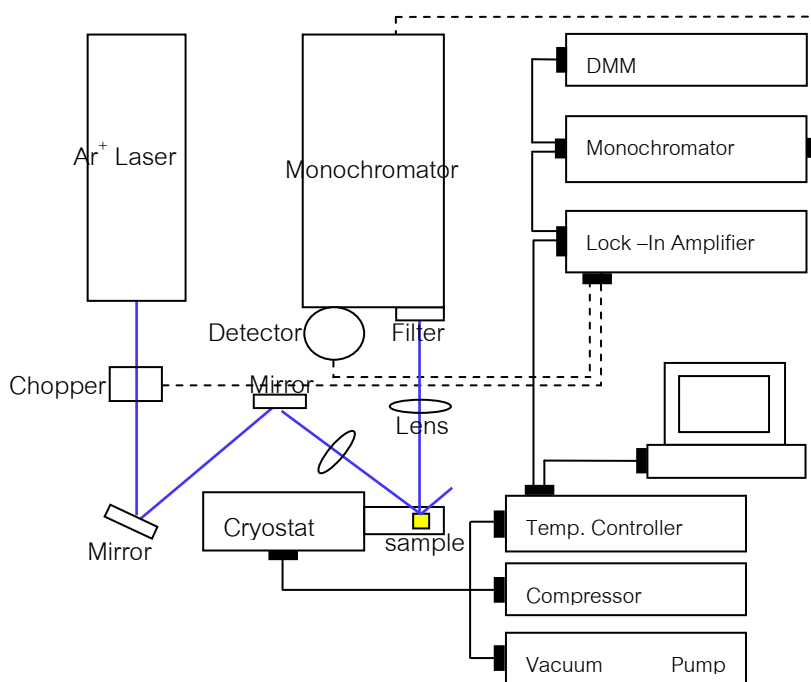 DMM
Ar+ Laser
Monochromator
Monochromator
Lock –In Amplifier
Detector
Filter
Chopper
Mirror
Lens
Mirror
Cryostat
sample
Temp. Controller
Compressor
Vacuum Pump